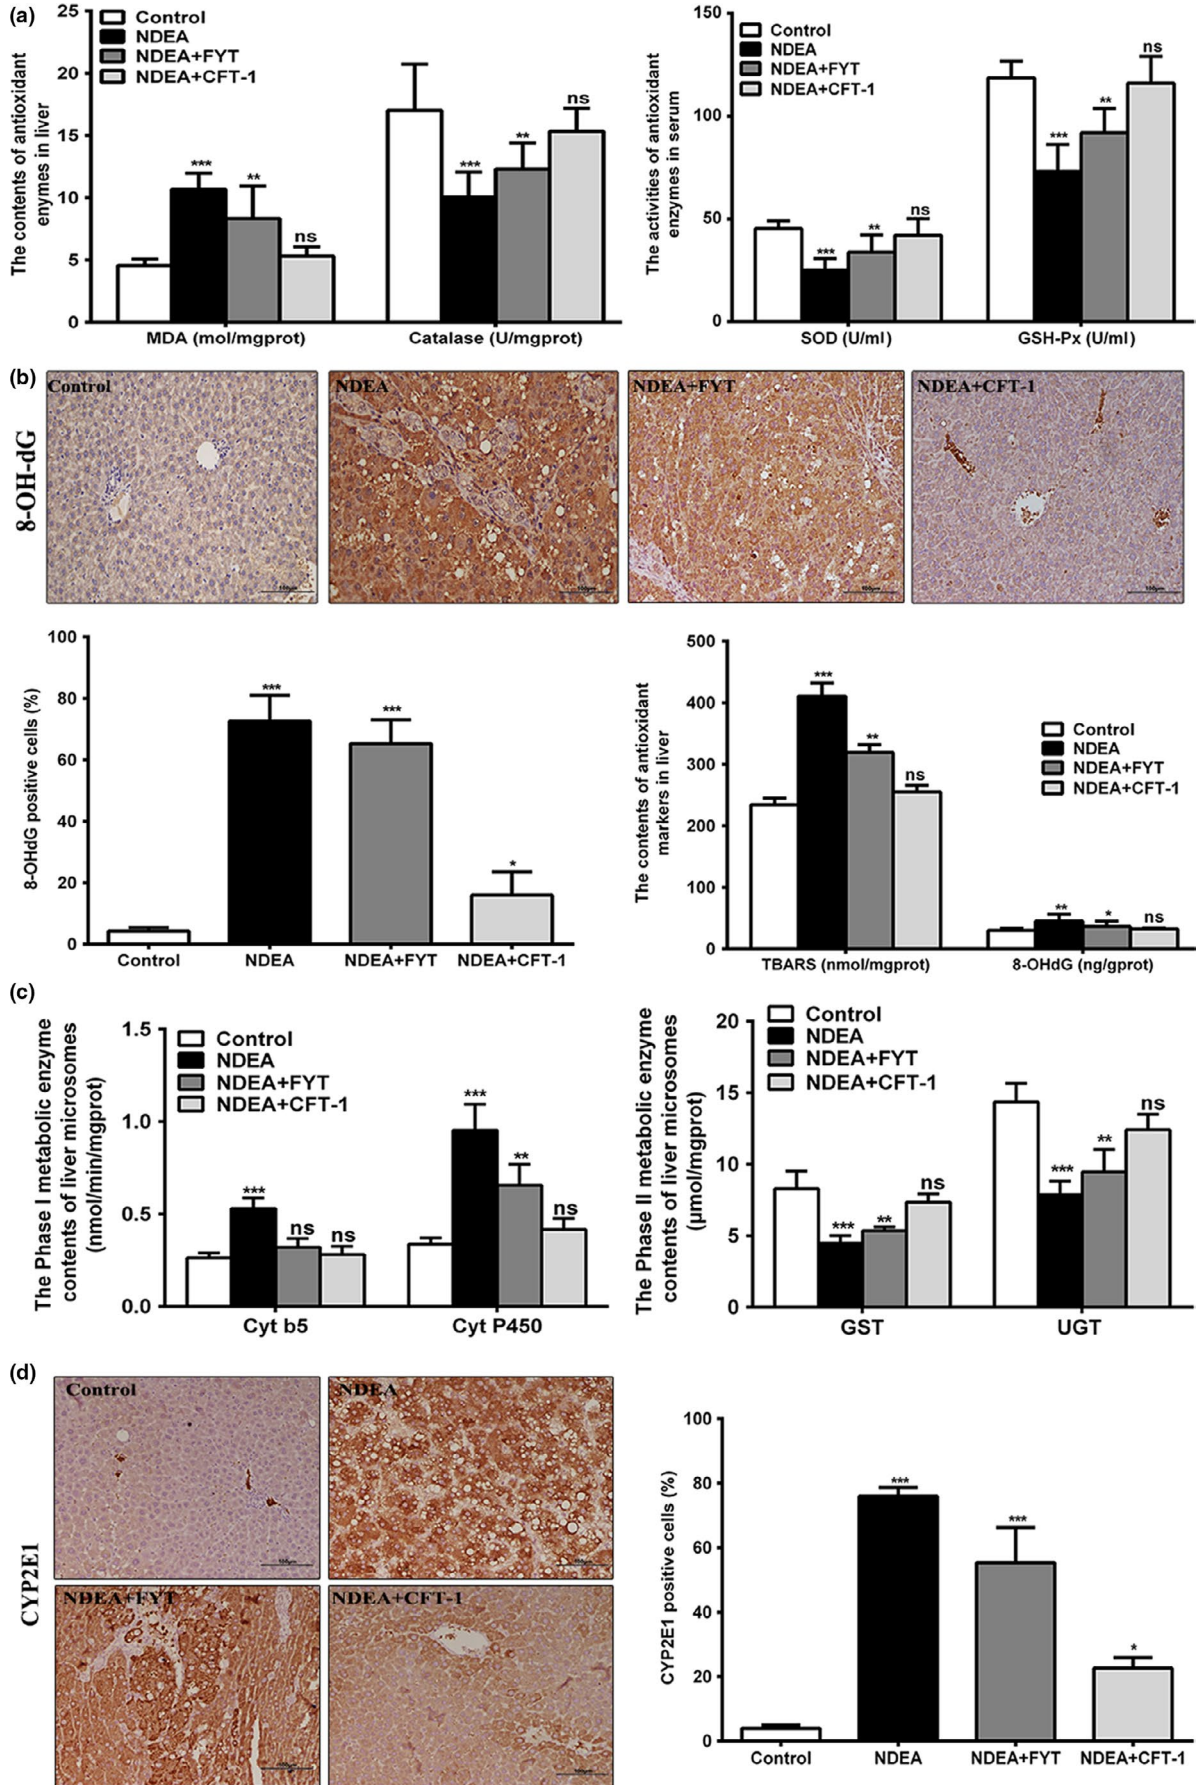 (a)
The contents of antioxidant
enymes in liver
25
20
15
10
5
0
Control
NDEA
NDEA+FYT
NDEA+CFT-1
***
**
ns
***
**
ns
MDA (mol/mgprot)
Catalase (U/mgprot)
The activities of antioxidant
enzymes in serum
150
100
50
0
Control
NDEA
NDEA+FYT
NDEA+CFT-1
***
**
ns
***
**
ns
SOD (U/ml)
GSH-Px (U/ml)
(b)
8-OH-dG
Control
100μm
NDEA
100μm
NDEA+FYT
100μm
NDEA+CFT-1
100μm
8-OHdG positive cells (%)
100
80
60
40
20
0
***
***
*
Control
NDEA
NDEA+FYT
NDEA+CFT-1
The contents of antioxidant
markers in liver
500
400
300
200
100
0
Control
NDEA
NDEA+FYT
NDEA+CFT-1
***
**
ns
**
*
ns
TBARS (nmol/mgprot)
8-OHdG (ng/gprot)
(c)
The Phase I metabolic enzyme
contents of liver microsomes
(nmol/min/mgprot)
1.5
1.0
0.5
0.0
Control
NDEA
NDEA+FYT
NDEA+CFT-1
***
ns
ns
***
**
ns
Cyt b5
Cyt P450
The Phase II metabolic enzyme
contents of liver microsomes
(μmol/mgprot)
20
15
10
5
0
Control
NDEA
NDEA+FYT
NDEA+CFT-1
***
**
ns
***
**
ns
GST
UGT
(d)
CYP2E1
Control
100μm
NDEA
100μm
NDEA+FYT
100μm
NDEA+CFT-1
100μm
CYP2E1 positive cells (%)
100
80
60
40
20
0
***
***
*
Control
NDEA
NDEA+FYT
NDEA+CFT-1